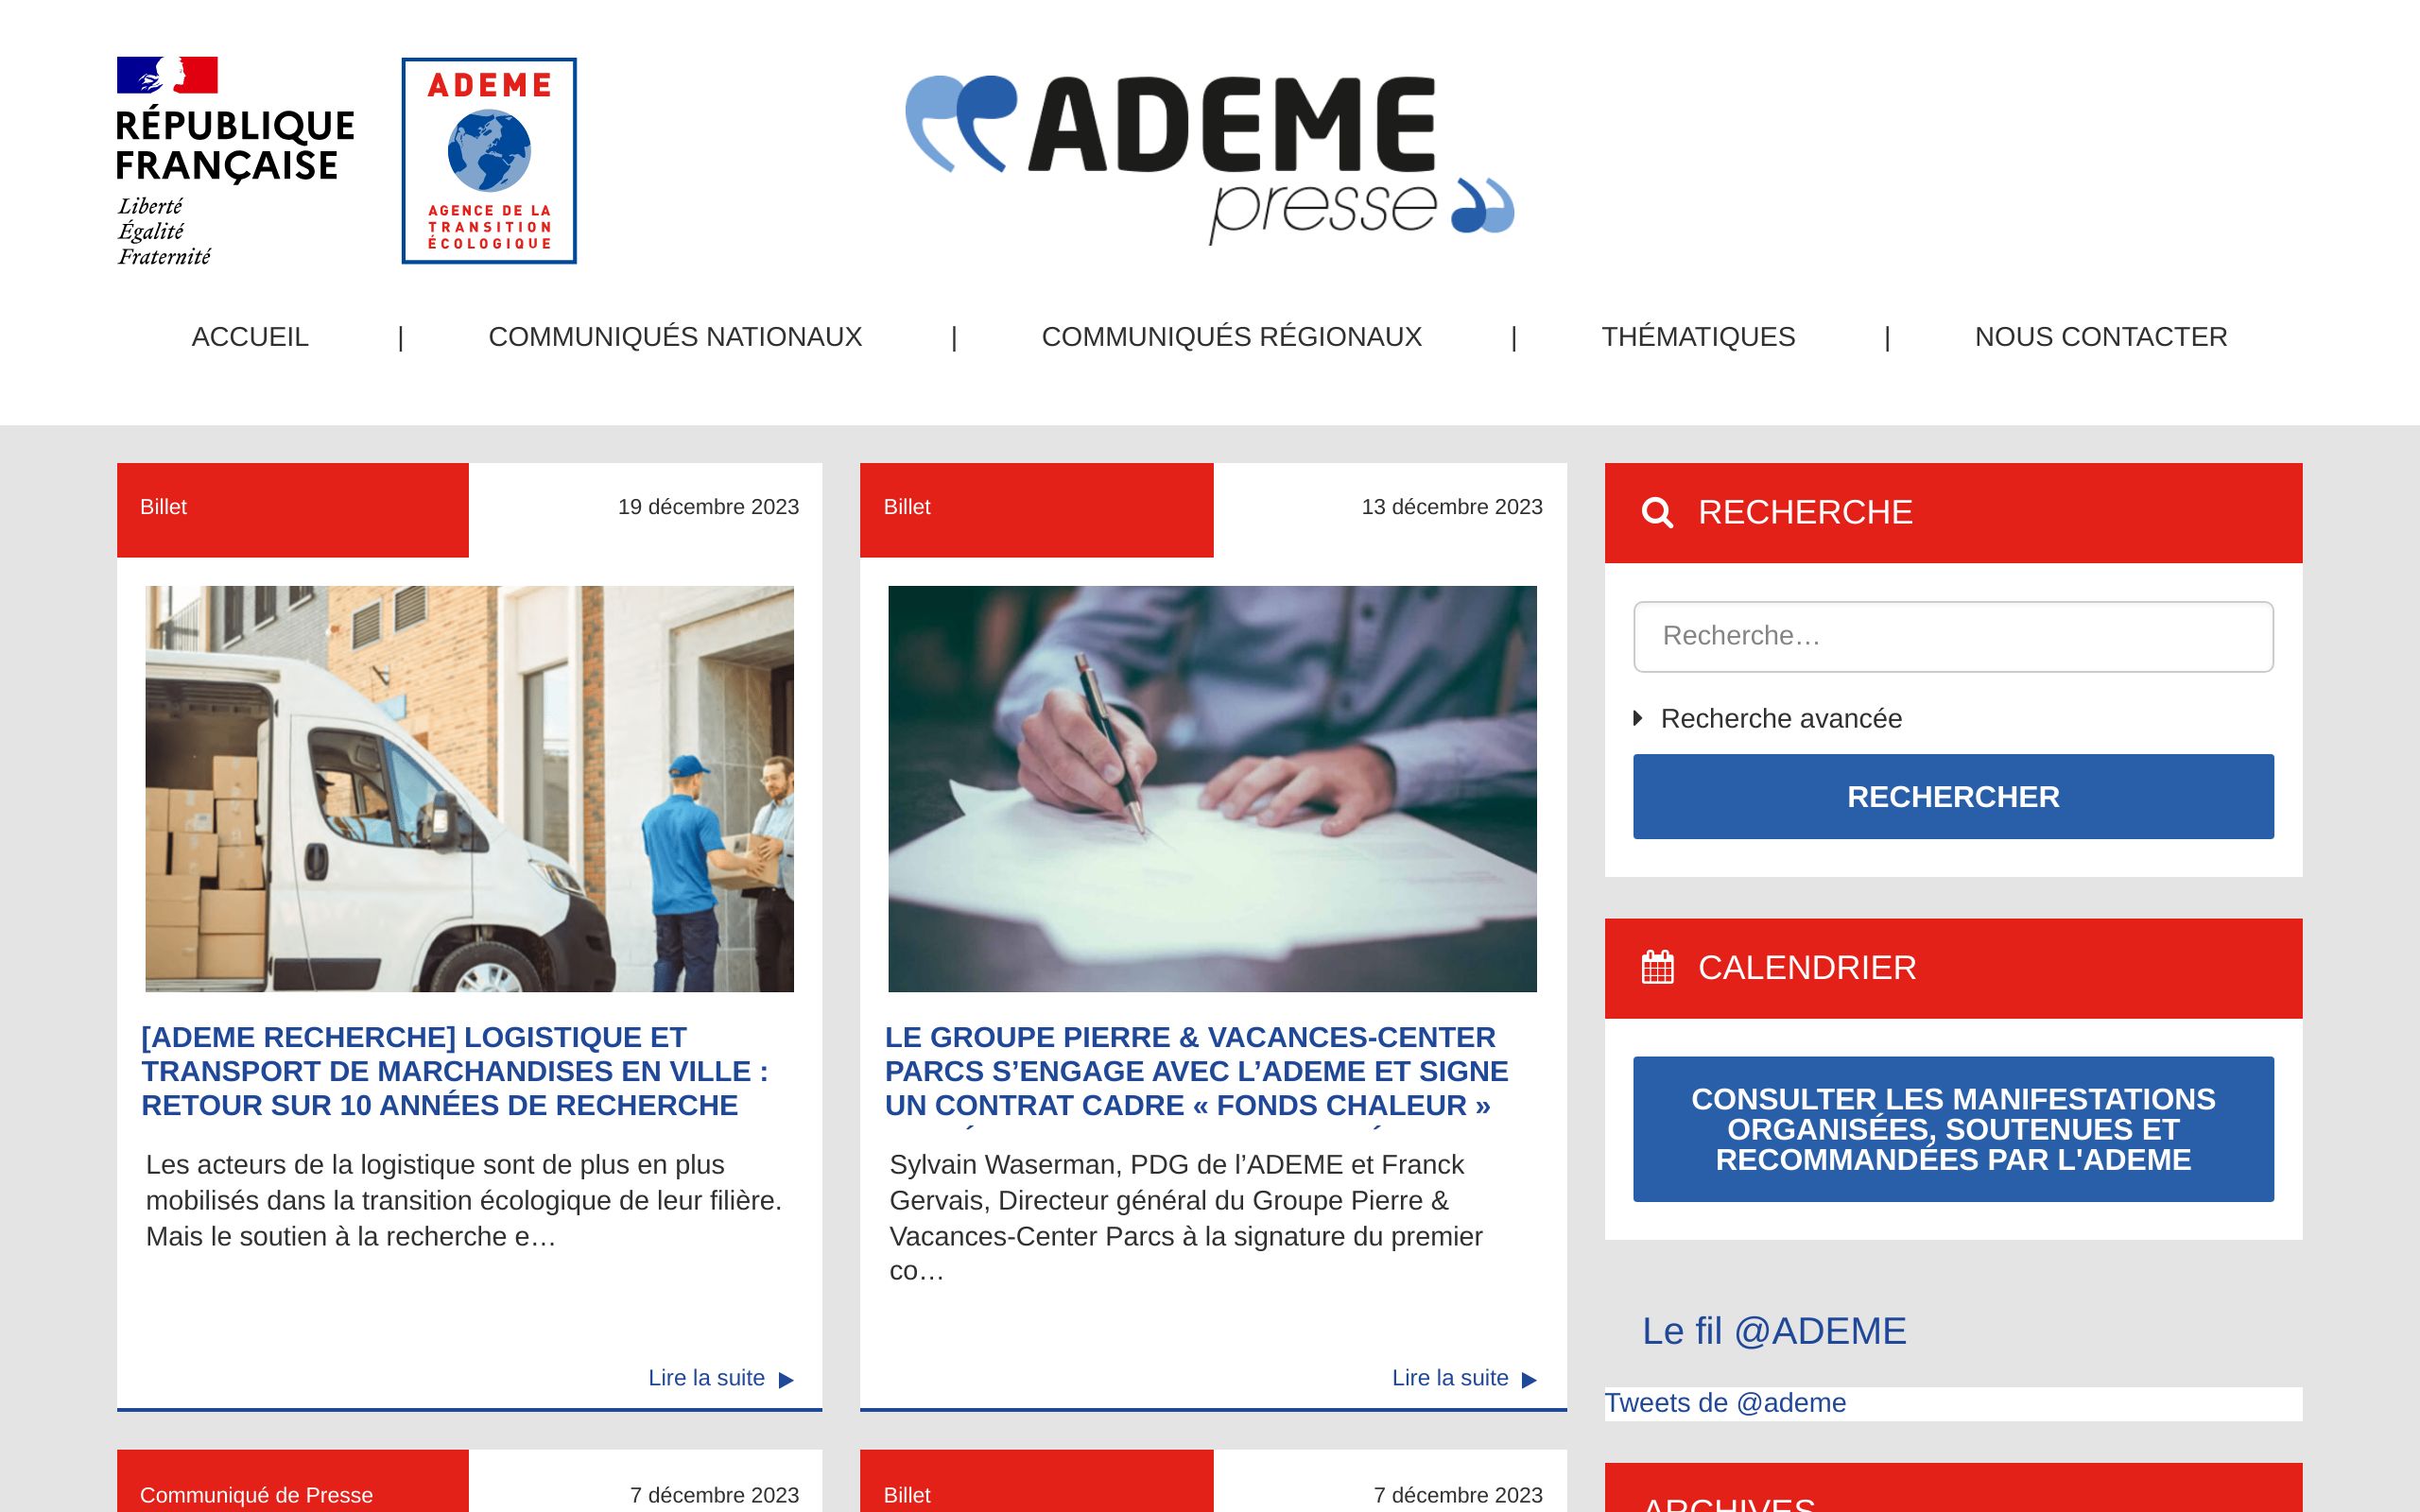 RÉPUBLIQUE
FRANÇAISE
Liberté
Égalité
Fraternité
ADEME
AGENCE DE LA
TRANSITION
ÉCOLOGIQUE
ADEME
presse
ACCUEIL | COMMUNIQUÉS NATIONAUX | COMMUNIQUÉS RÉGIONAUX | THÉMATIQUES | NOUS CONTACTER
Billet
19 décembre 2023
[ADEME RECHERCHE] LOGISTIQUE ET
TRANSPORT DE MARCHANDISES EN VILLE :
RETOUR SUR 10 ANNÉES DE RECHERCHE
Les acteurs de la logistique sont de plus en plus
mobilisés dans la transition écologique de leur filière.
Mais le soutien à la recherche e…
Lire la suite
Billet
13 décembre 2023
LE GROUPE PIERRE & VACANCES-CENTER
PARCS S’ENGAGE AVEC L’ADEME ET SIGNE
UN CONTRAT CADRE « FONDS CHALEUR »
Sylvain Waserman, PDG de l’ADEME et Franck
Gervais, Directeur général du Groupe Pierre &
Vacances-Center Parcs à la signature du premier
co…
Lire la suite
Communiqué de Presse
7 décembre 2023
Billet
7 décembre 2023
RECHERCHE
Recherche…
Recherche avancée
RECHERCHER
CALENDRIER
CONSULTER LES MANIFESTATIONS
ORGANISÉES, SOUTENUES ET
RECOMMANDÉES PAR L'ADEME
Le fil @ADEME
Tweets de @ademe
ARCHIVES